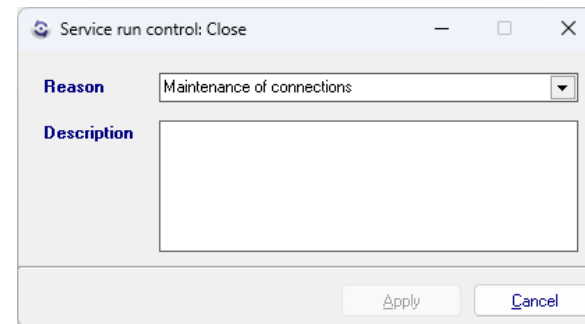 Service run control: Close
Reason
Maintenance of connections
Description
Apply
Cancel